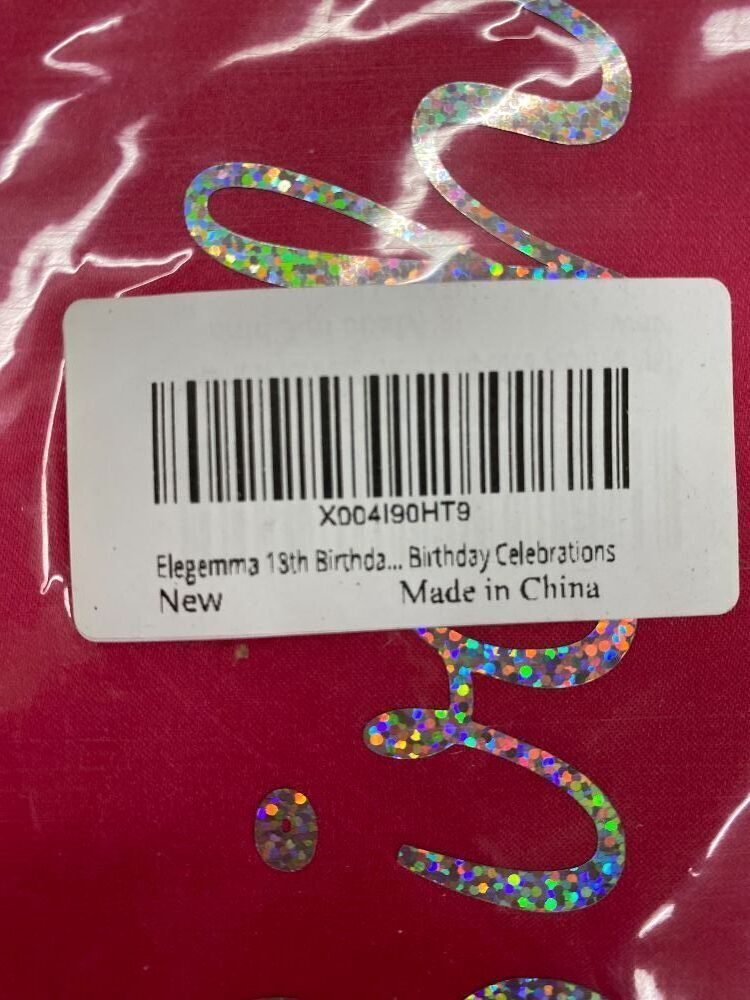 X004I90HT9
Elegemma 18th Birthda... Birthday Celebrations
New Made in China